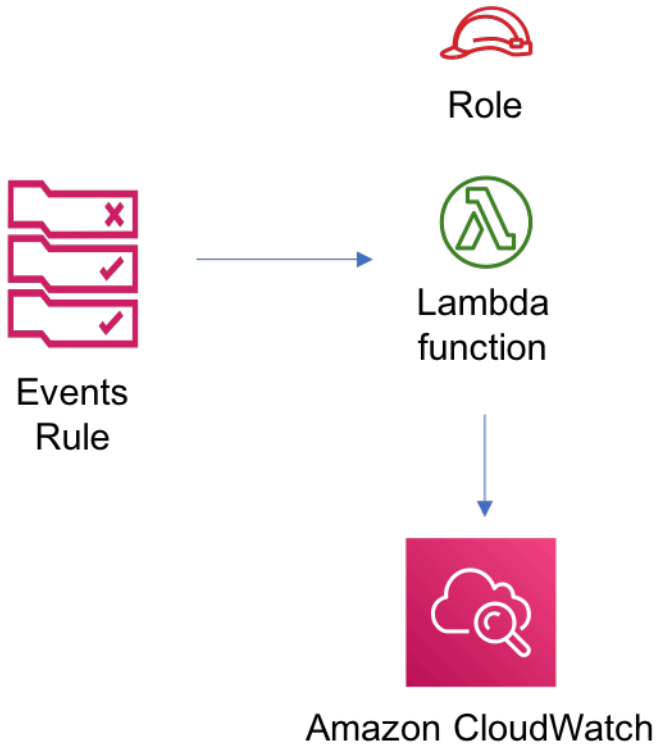 Role
Lambda
function
Events
Rule
Amazon CloudWatch